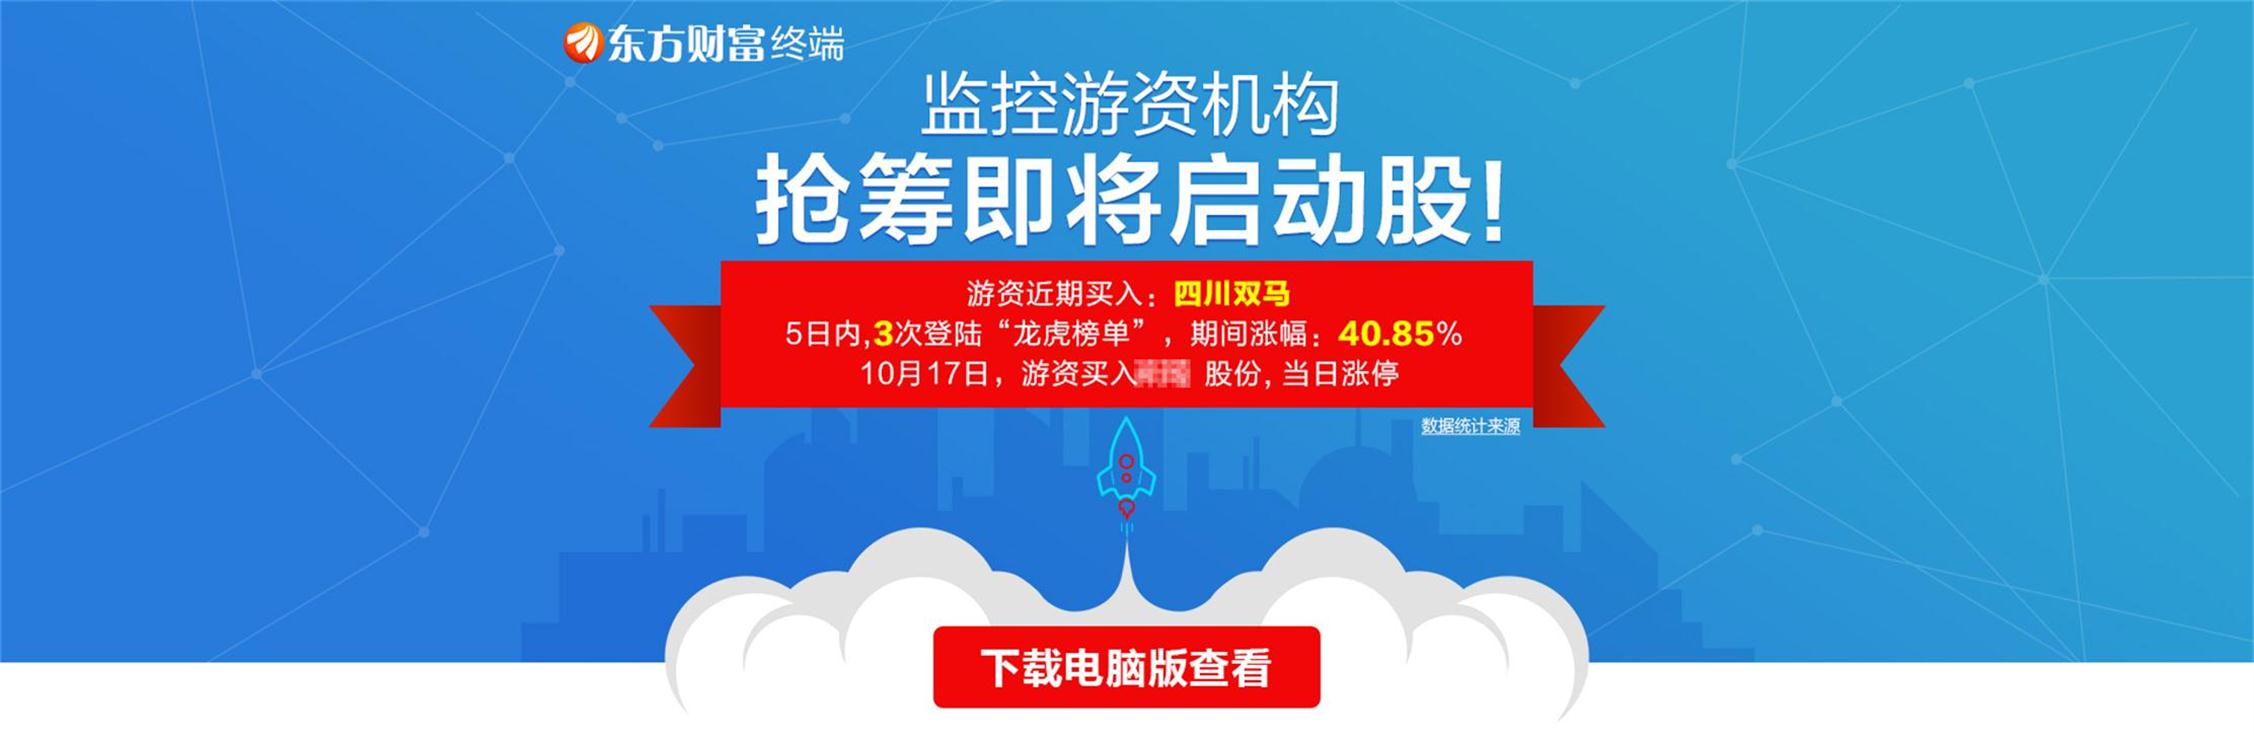 东方财富终端
监控游资机构
抢筹即将启动股！
游资近期买入：四川双马
5日内,3次登陆“龙虎榜单”，期间涨幅：40.85%
10月17日，游资买入 股份, 当日涨停
数据统计来源
下载电脑版查看